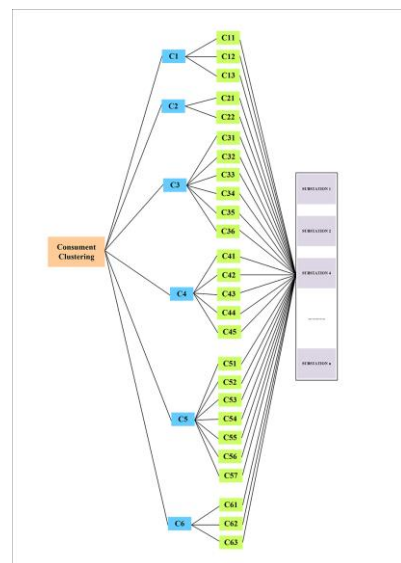 Consument
Clustering
C1
C2
C3
C4
C5
C6
C11
C12
C13
C21
C22
C31
C32
C33
C34
C35
C36
C41
C42
C43
C44
C45
C51
C52
C53
C54
C55
C56
C57
C61
C62
C63
SUBSTATION 1
SUBSTATION 2
SUBSTATION 4
SUBSTATION n